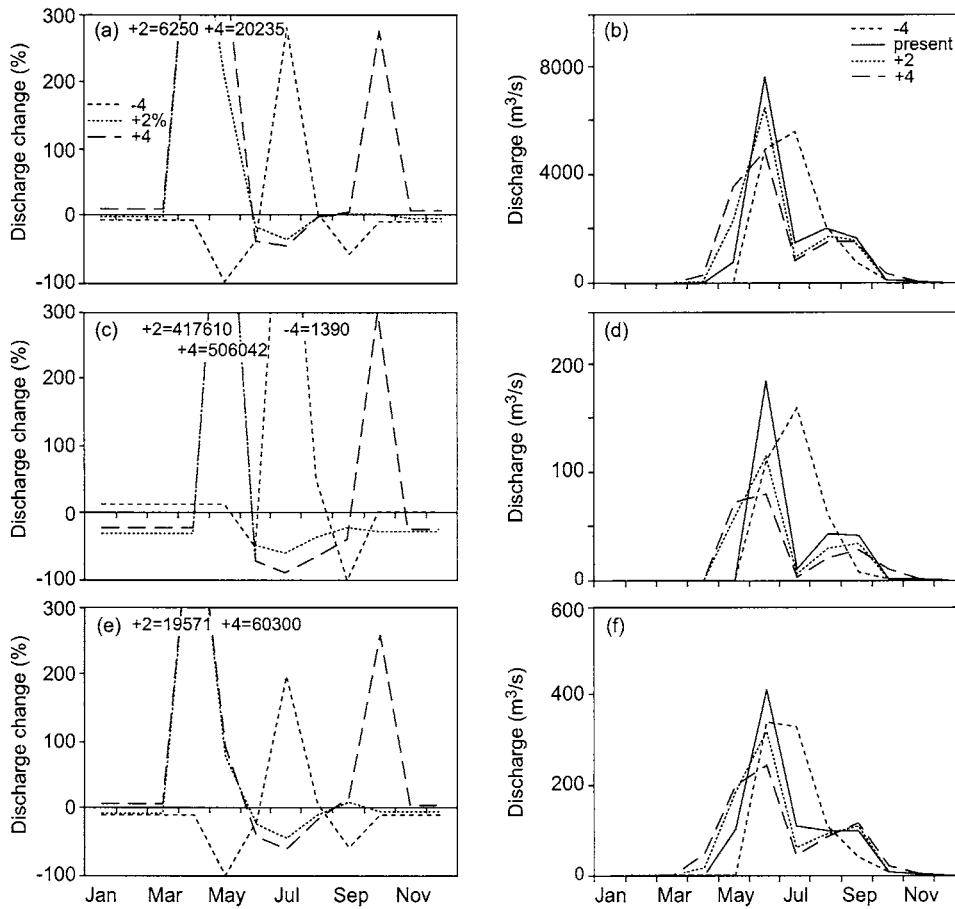 (a) +2=6250 +4=20235
300
200
100
0
-100
Discharge change (%)
-4
+2%
+4
(b)
-4
present
+2
+4
8000
4000
0
Discharge (m³/s)
(c) +2=417610 -4=1390
+4=506042
300
200
100
0
-100
Discharge change (%)
(d)
200
100
0
Discharge (m³/s)
(e) +2=19571 +4=60300
300
200
100
0
-100
Discharge change (%)
Jan Mar May Jul Sep Nov
(f)
600
400
200
0
Discharge (m³/s)
Jan Mar May Jul Sep Nov